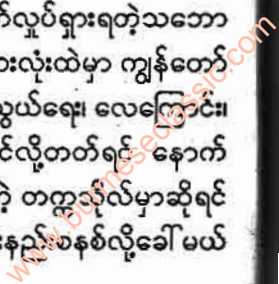 လှုပ်ရှားရတဲ့သဘော
လုံးထဲမှာ ကျွန်တော်
သွယ်ရေး၊ လေကြောင်း၊
င်လို့တတ်ရင် နောက်
တဲ့ တက္ကသိုလ်မှာဆိုရင်
နည်းစနစ်လို့ခေါ်မယ်
www.burmeseclassic.com